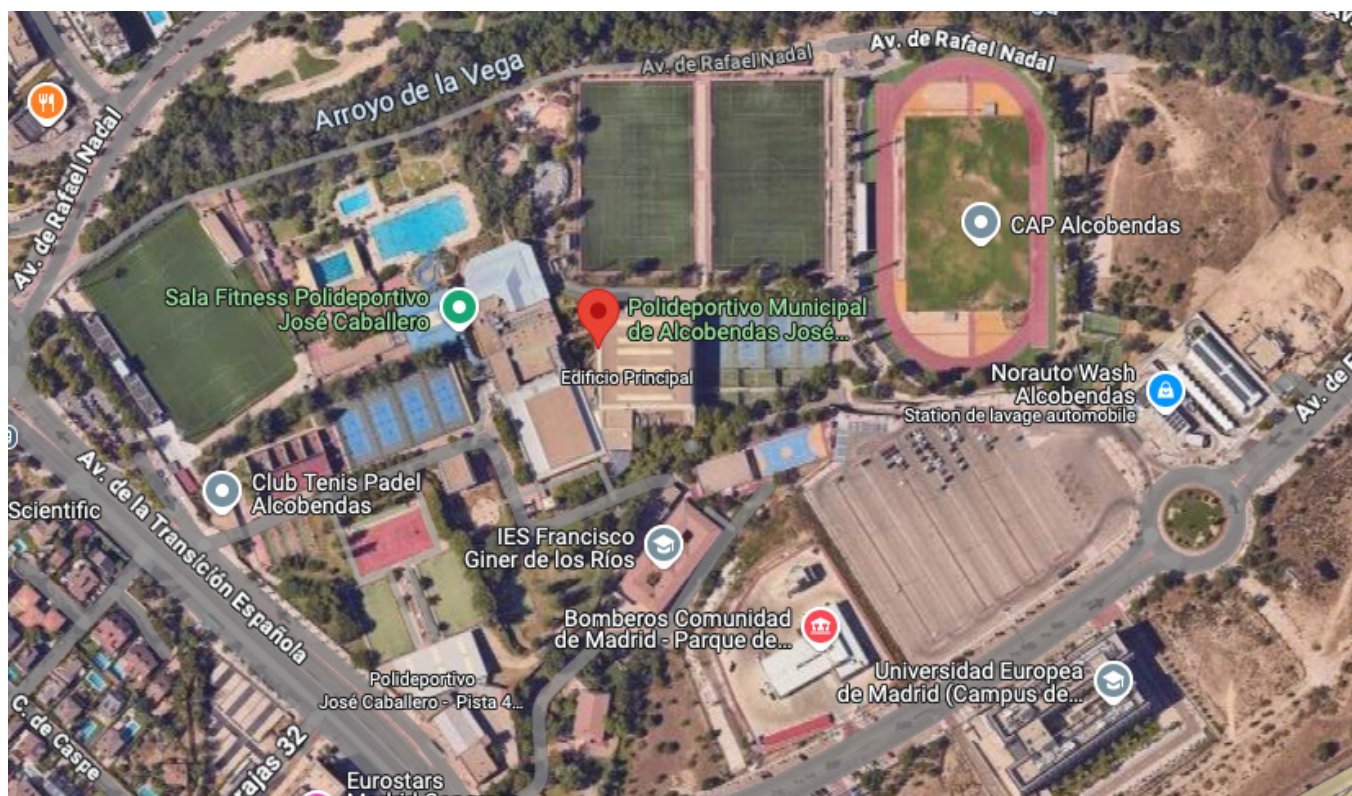 Av. de Rafael Nadal
Av. de Rafael Nadal
Arroyo de la Vega
Av. de Rafael Nadal
CAP Alcobendas
Sala Fitness Polideportivo
José Caballero
Polideportivo Municipal
de Alcobendas José...
Edificio Principal
Norauto Wash
Alcobendas
Station de lavage automobile
Av. de
Club Tenis Padel
Alcobendas
Scientific
Av. de la Transición Española
IES Francisco
Giner de los Ríos
Bomberos Comunidad
de Madrid - Parque de...
Universidad Europea
de Madrid (Campus de...
Polideportivo
José Caballero - Pista 4...
C. de Caspe
rajas 32
Eurostars